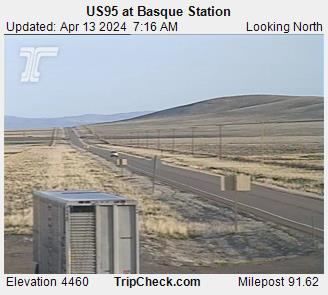 US95 at Basque Station
Updated: Apr 13 2024 7:16 AM Looking North
Elevation 4460 TripCheck.com Milepost 91.62